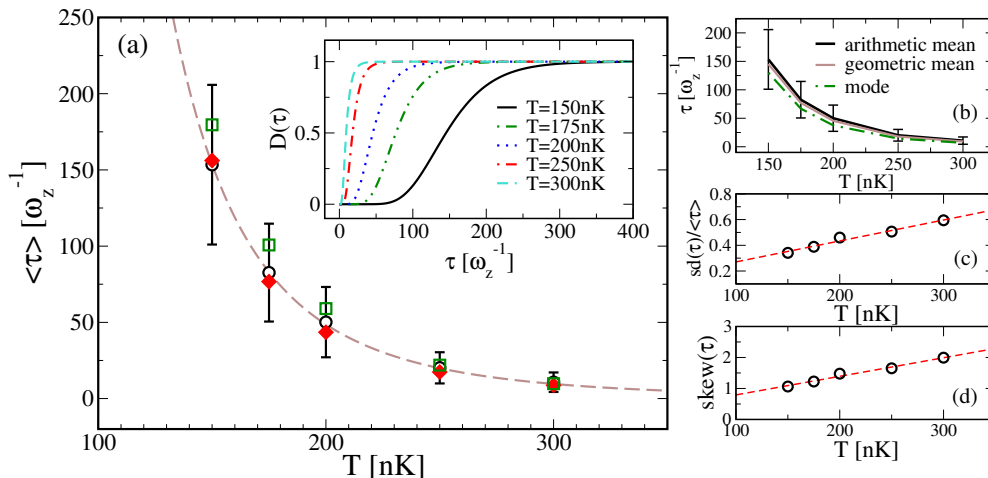 (a)
<τ> [ω_z^-1]
250
200
150
100
50
0
100
200
300
T [nK]
D(τ)
1
0.5
0
0
100
200
300
400
τ [ω_z^-1]
T=150nK
T=175nK
T=200nK
T=250nK
T=300nK
(b)
τ [ω_z^-1]
200
150
100
50
0
150
200
250
300
T [nK]
arithmetic mean
geometric mean
mode
(c)
sd(τ)/<τ>
0.8
0.6
0.4
0.2
100
200
300
T [nK]
(d)
skew(τ)
3
2
1
0
100
200
300
T [nK]